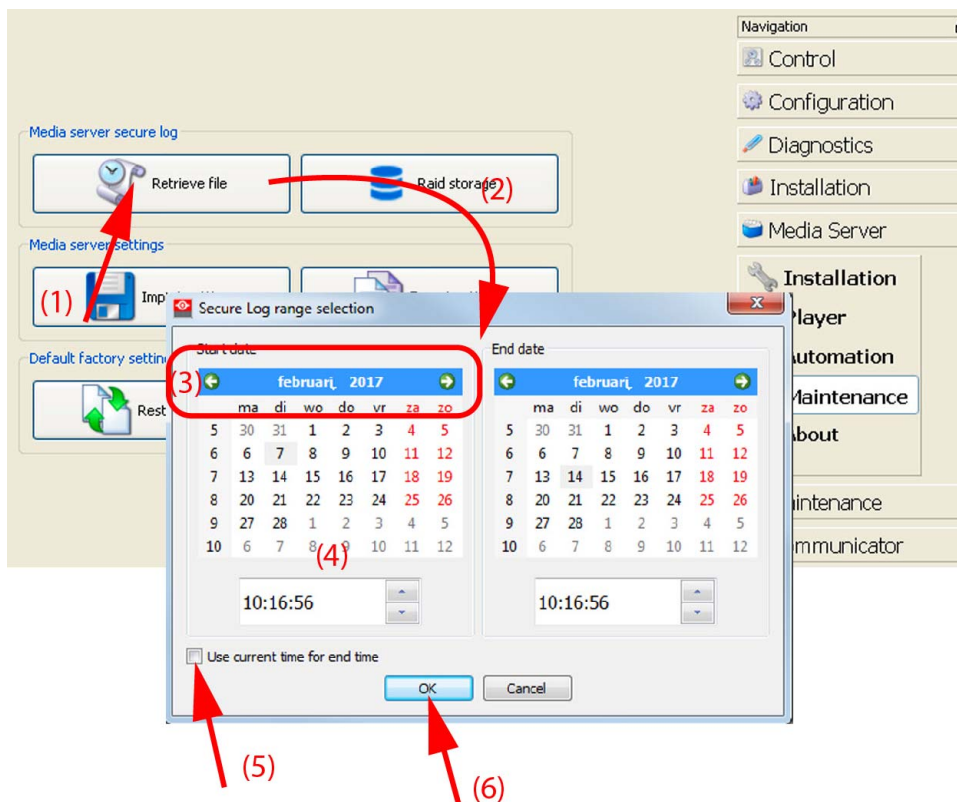 Navigation
Control
Configuration
Media server secure log
Diagnostics
Retrieve file
Raid storage
(2)
Installation
Media Server
Media server settings
Installation
(1)
Secure Log range selection
Player
Default factory settin
Start date
End date
Automation
(3)
februari, 2017
februari, 2017
Maintenance
Rest
ma di wo do vr za zo
ma di wo do vr za zo
About
5 30 31 1 2 3 4 5
5 30 31 1 2 3 4 5
6 6 7 8 9 10 11 12
6 6 7 8 9 10 11 12
7 13 14 15 16 17 18 19
7 13 14 15 16 17 18 19
8 20 21 22 23 24 25 26
8 20 21 22 23 24 25 26
intenance
9 27 28 1 2 3 4 5
9 27 28 1 2 3 4 5
10 6 7 8 9 10 11 12
10 6 7 8 9 10 11 12
mmunicator
(4)
10:16:56
10:16:56
Use current time for end time
OK
Cancel
(5)
(6)